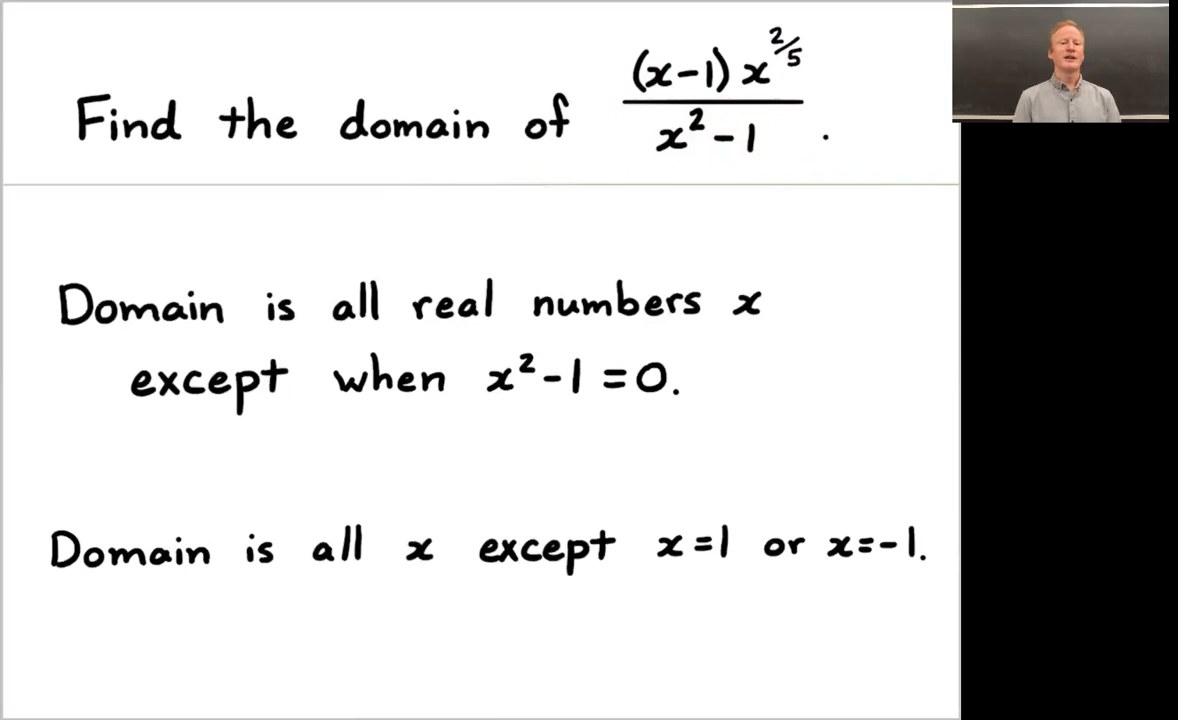 Find the domain of (x-1) x^{2/5} / x² - 1 .
Domain is all real numbers x
except when x² - 1 = 0.
Domain is all x except x = 1 or x = -1.